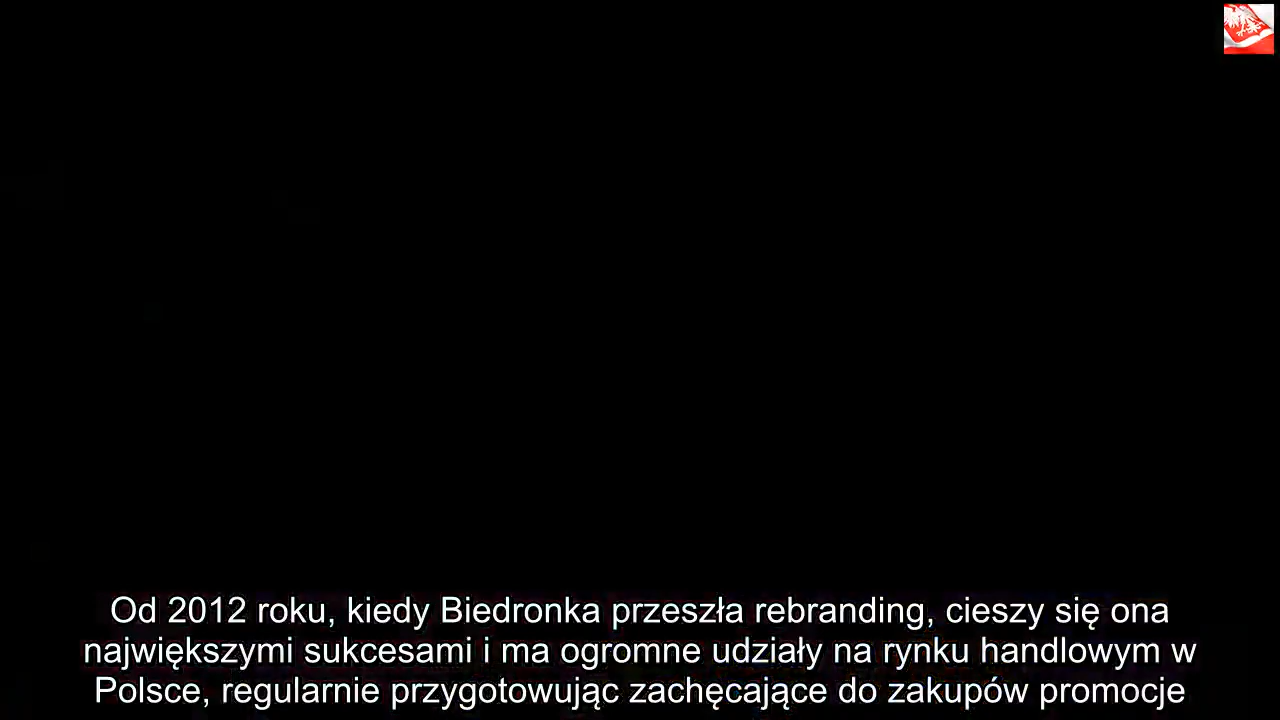 Od 2012 roku, kiedy Biedronka przeszła rebranding, cieszy się ona
największymi sukcesami i ma ogromne udziały na rynku handlowym w
Polsce, regularnie przygotowując zachęcające do zakupów promocje